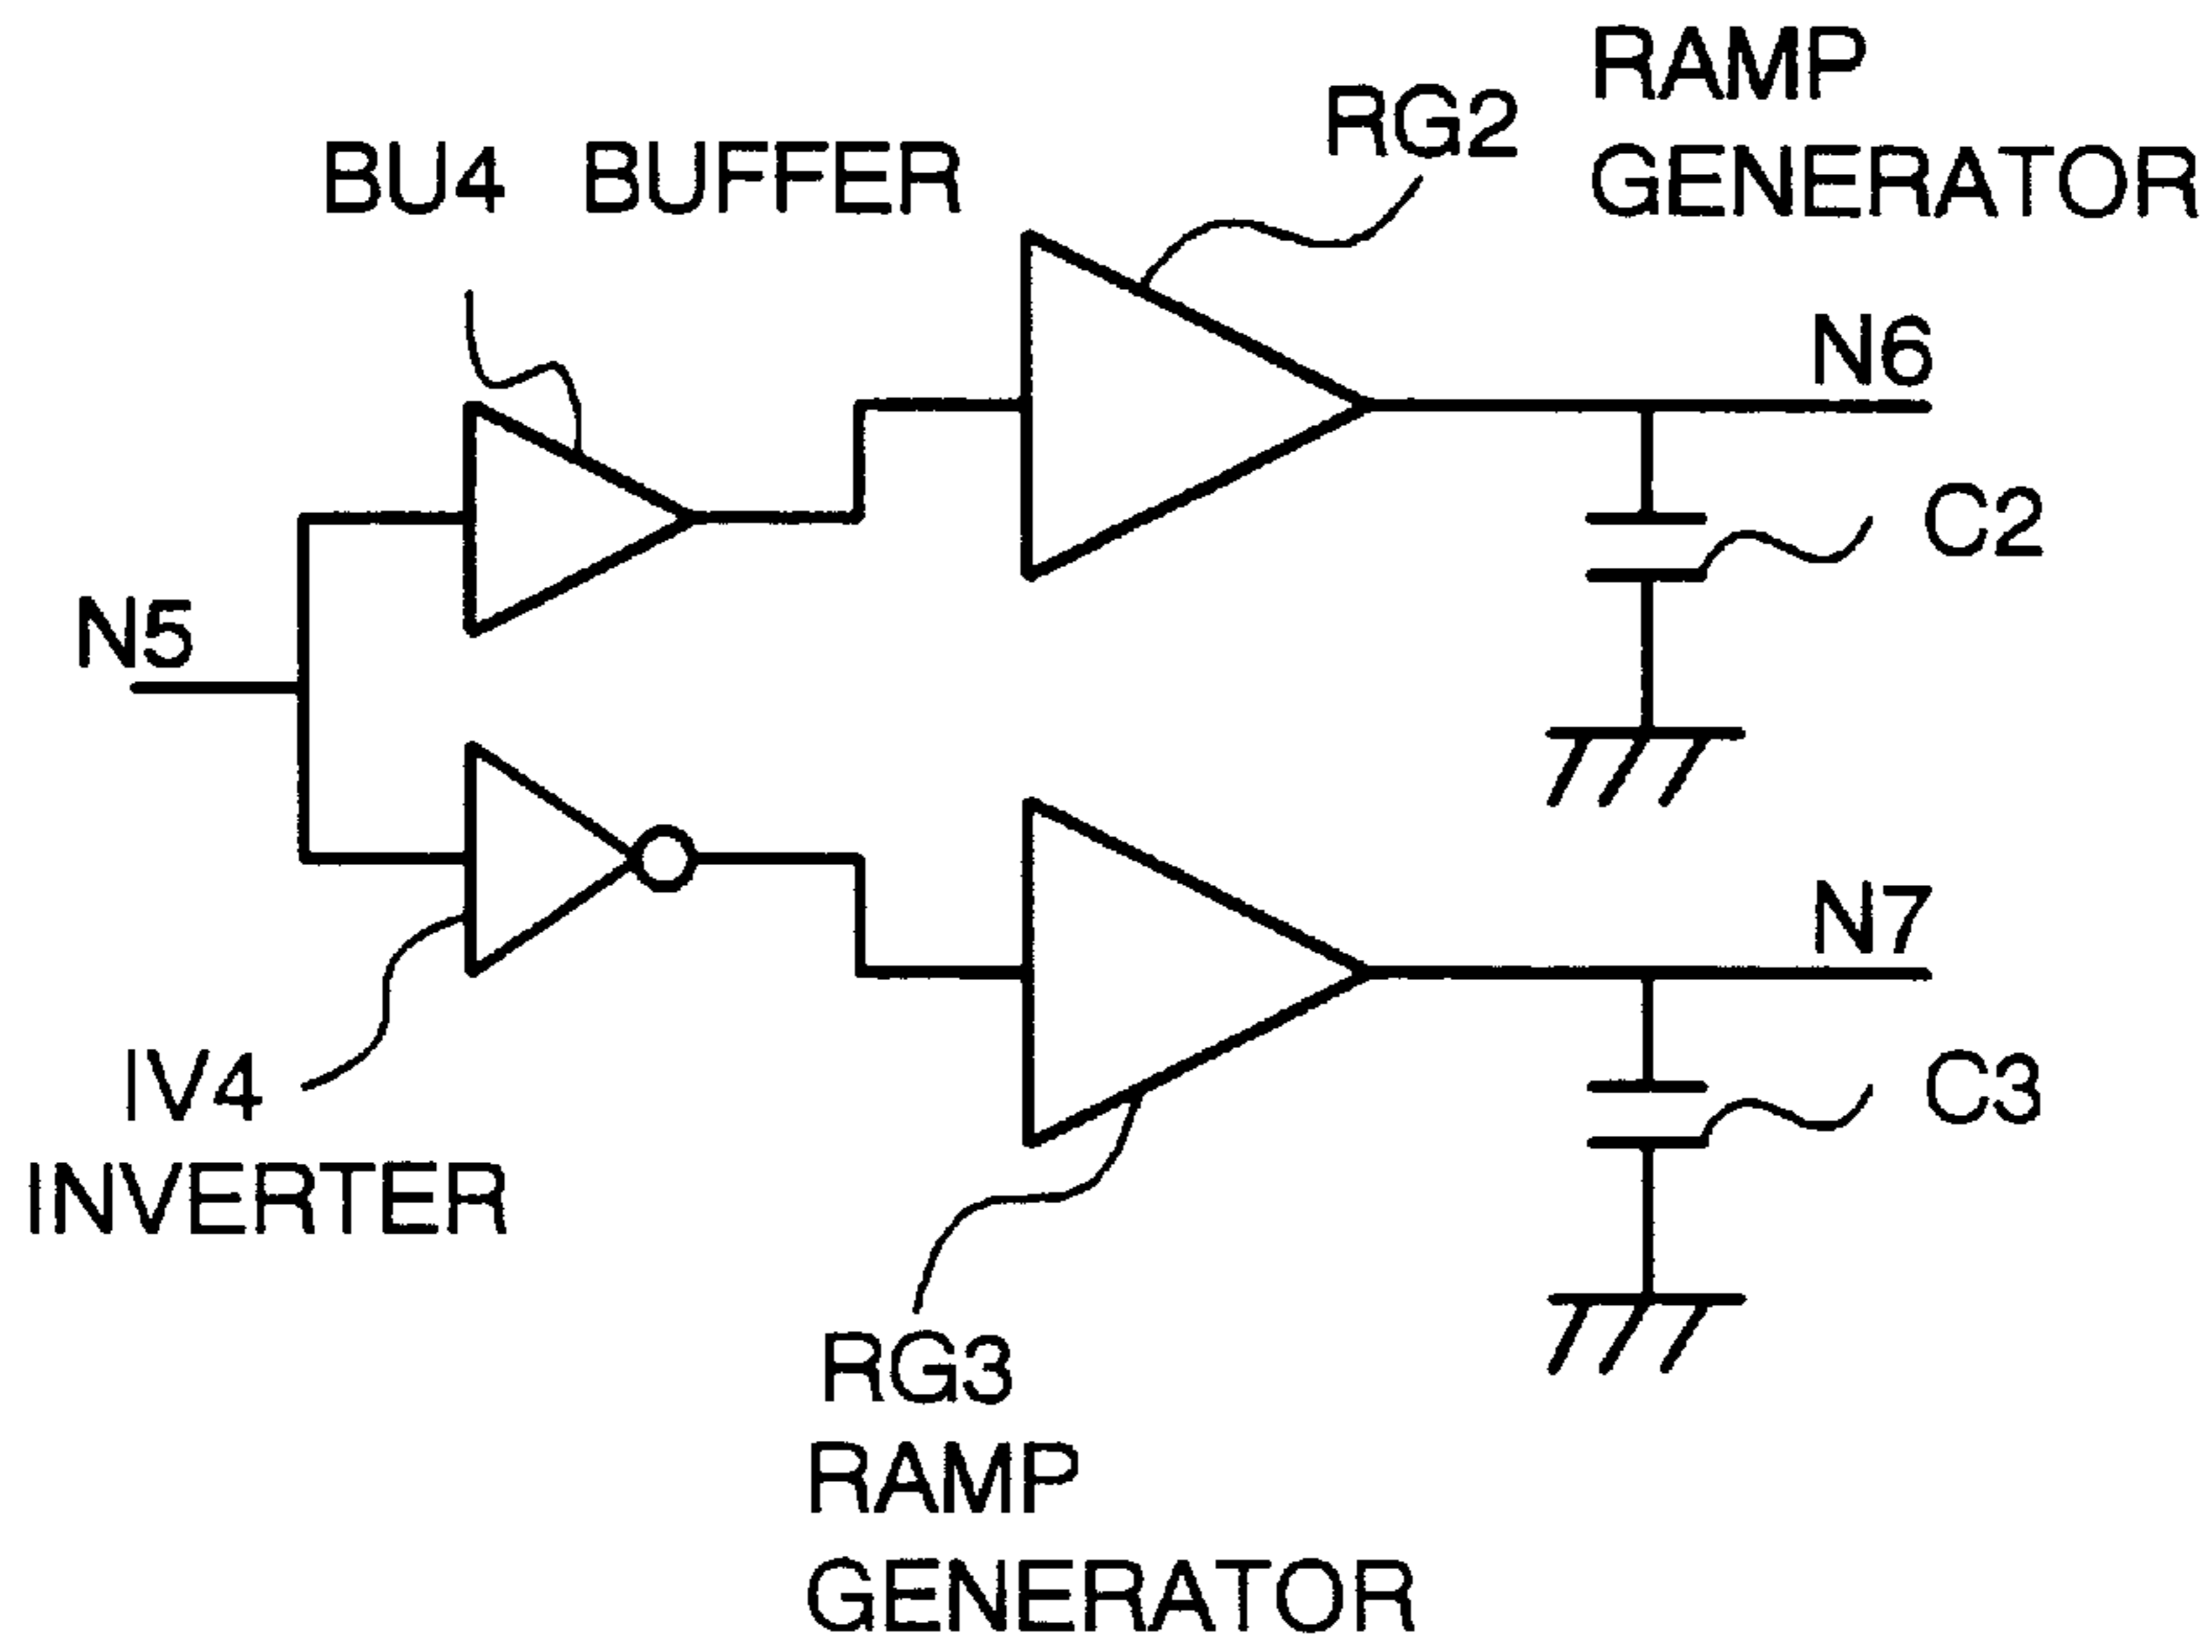 RAMP
GENERATOR
RG2
BU4 BUFFER
N6
C2
N5
N7
C3
IV4
INVERTER
RG3
RAMP
GENERATOR